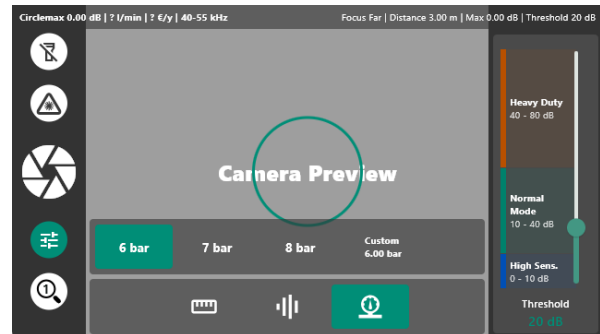 Circlemax 0.00 dB | ? l/min | ? €/y | 40-55 kHz
Focus Far | Distance 3.00 m | Max 0.00 dB | Threshold 20 dB
Heavy Duty
40 - 80 dB
Camera Preview
Normal
Mode
10 - 40 dB
6 bar
7 bar
8 bar
Custom
6.00 bar
High Sens.
0 - 10 dB
1
Threshold
20 dB